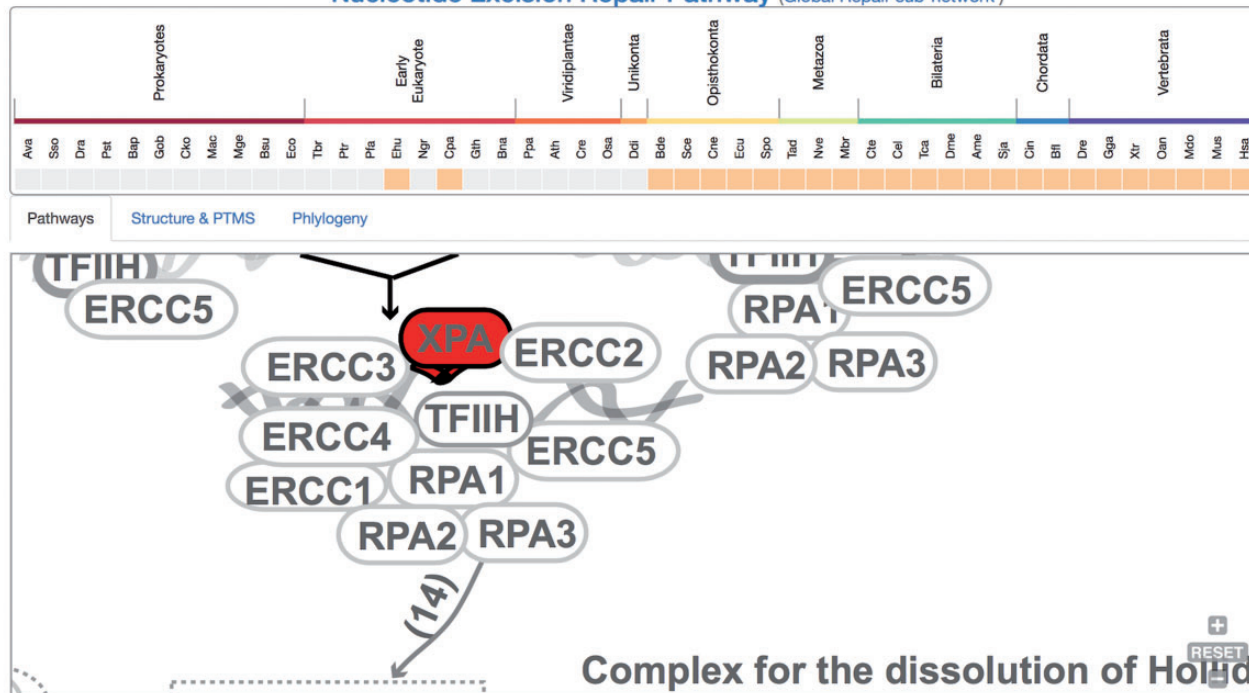 Nucleotide Excision Repair Pathway (Global Repair sub-network)
Prokaryotes
Early
Eukaryote
Viridiplantae
Unikonta
Opisthokonta
Metazoa
Bilateria
Chordata
Vertebrata
Ava Sso Dra Pst Bap Gob Cko Mac Mge Bsu Eco Tbr Ptr Pfa Ehu Ngr Cpa Gth Bna Ppa Ath Cre Osa Ddi Bde Sce Cne Ecu Spo Tad Nve Mbr Cte Cel Tca Dme Ame Sja Cin Bfl Dre Gga Xtr Oan Mdo Mus Hsa
Pathways Structure & PTMS Phlylogeny
TFIIH
ERCC5
TFIIH
ERCC5
RPA1
RPA2 RPA3
XPA
ERCC3 ERCC2
TFIIH
ERCC4 ERCC5
ERCC1 RPA1
RPA2 RPA3
(14)
Complex for the dissolution of Hollid
RESET